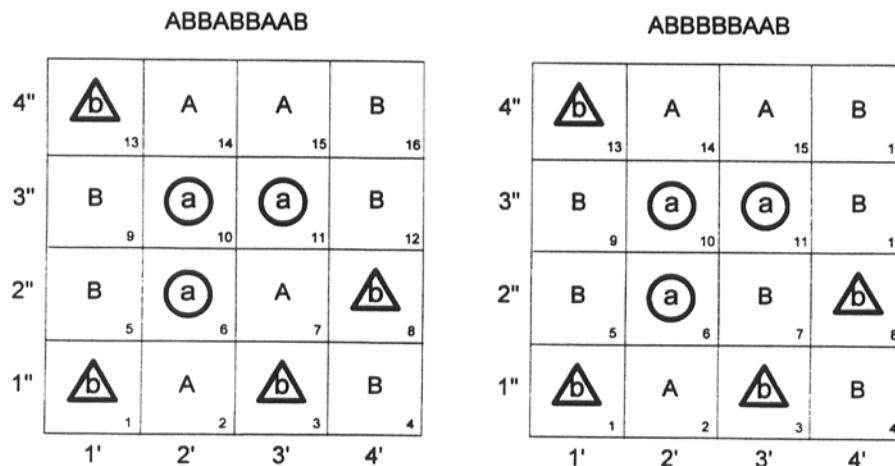 ABBABBAAB
4" b 13 A 14 A 15 B 16
3" B 9 a 10 a 11 B 12
2" B 5 a 6 A 7 b 8
1" b 1 A 2 b 3 B 4
1' 2' 3' 4'
ABBBBBAAB
4" b 13 A 14 A 15 B 1
3" B 9 a 10 a 11 B 1
2" B 5 a 6 B 7 b 8
1" b 1 A 2 b 3 B 4
1' 2' 3' 4'